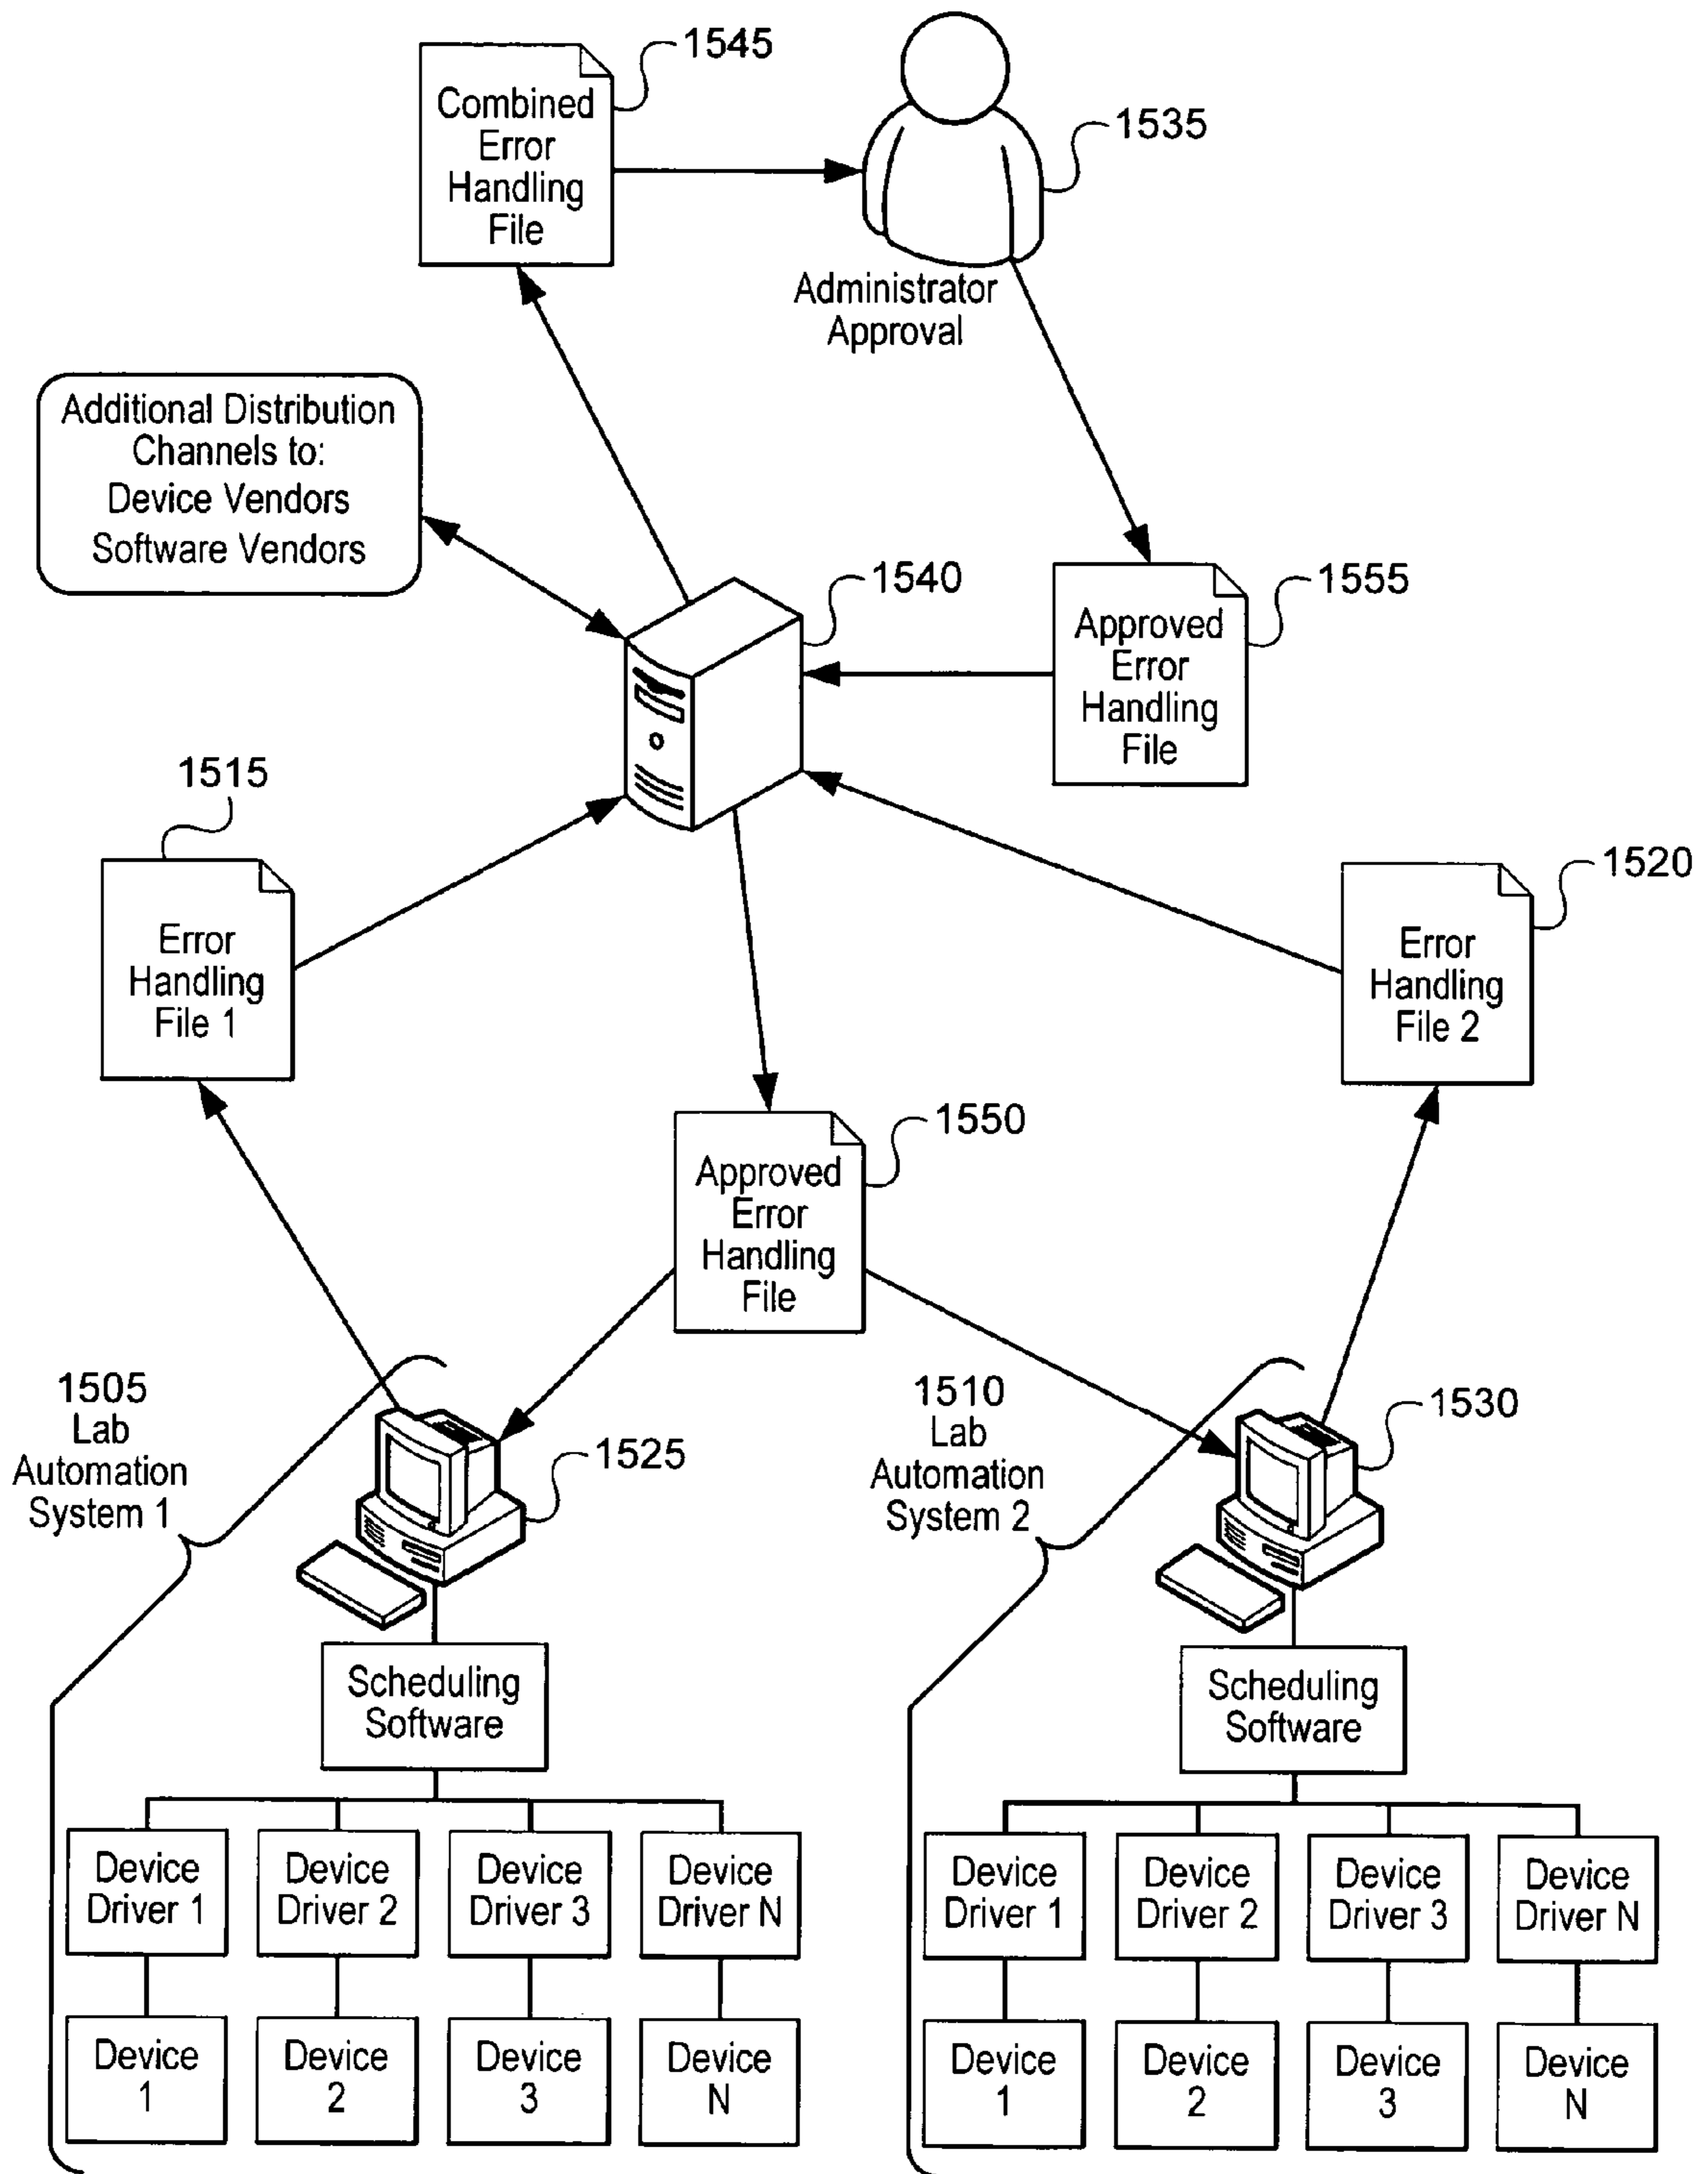 1545
Combined
Error
Handling
File
1535
Administrator
Approval
Additional Distribution
Channels to:
Device Vendors
Software Vendors
1540
1555
Approved
Error
Handling
File
1515
Error
Handling
File 1
1520
Error
Handling
File 2
1550
Approved
Error
Handling
File
1505
Lab
Automation
System 1
1525
1510
Lab
Automation
System 2
1530
Scheduling
Software
Device
Driver 1
Device
Driver 2
Device
Driver 3
Device
Driver N
Device
1
Device
2
Device
3
Device
N
Scheduling
Software
Device
Driver 1
Device
Driver 2
Device
Driver 3
Device
Driver N
Device
1
Device
2
Device
3
Device
N